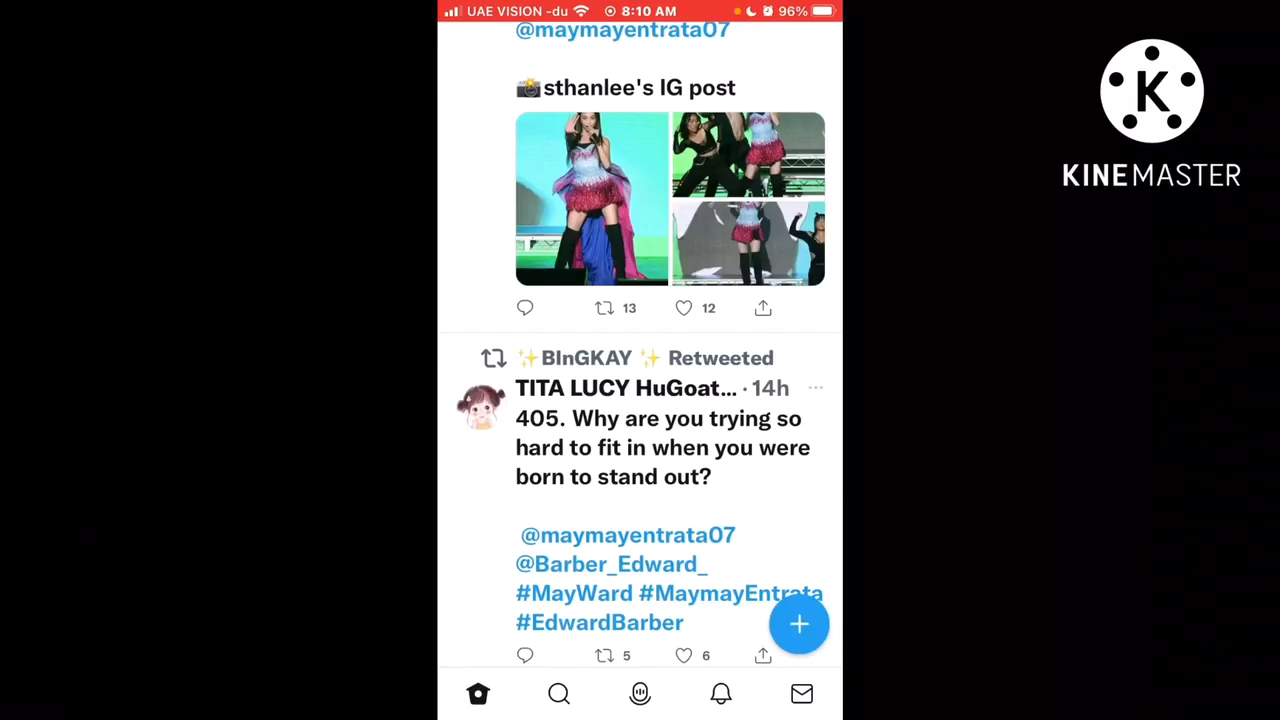 UAE VISION -du 8:10 AM 96%
@maymayentrata07
📸sthanlee's IG post
13 12
✨BInGKAY ✨ Retweeted
TITA LUCY HuGoat... · 14h
405. Why are you trying so
hard to fit in when you were
born to stand out?
@maymayentrata07
@Barber_Edward_
#MayWard #MaymayEntrata
#EdwardBarber
5 6
K
KINEMASTER